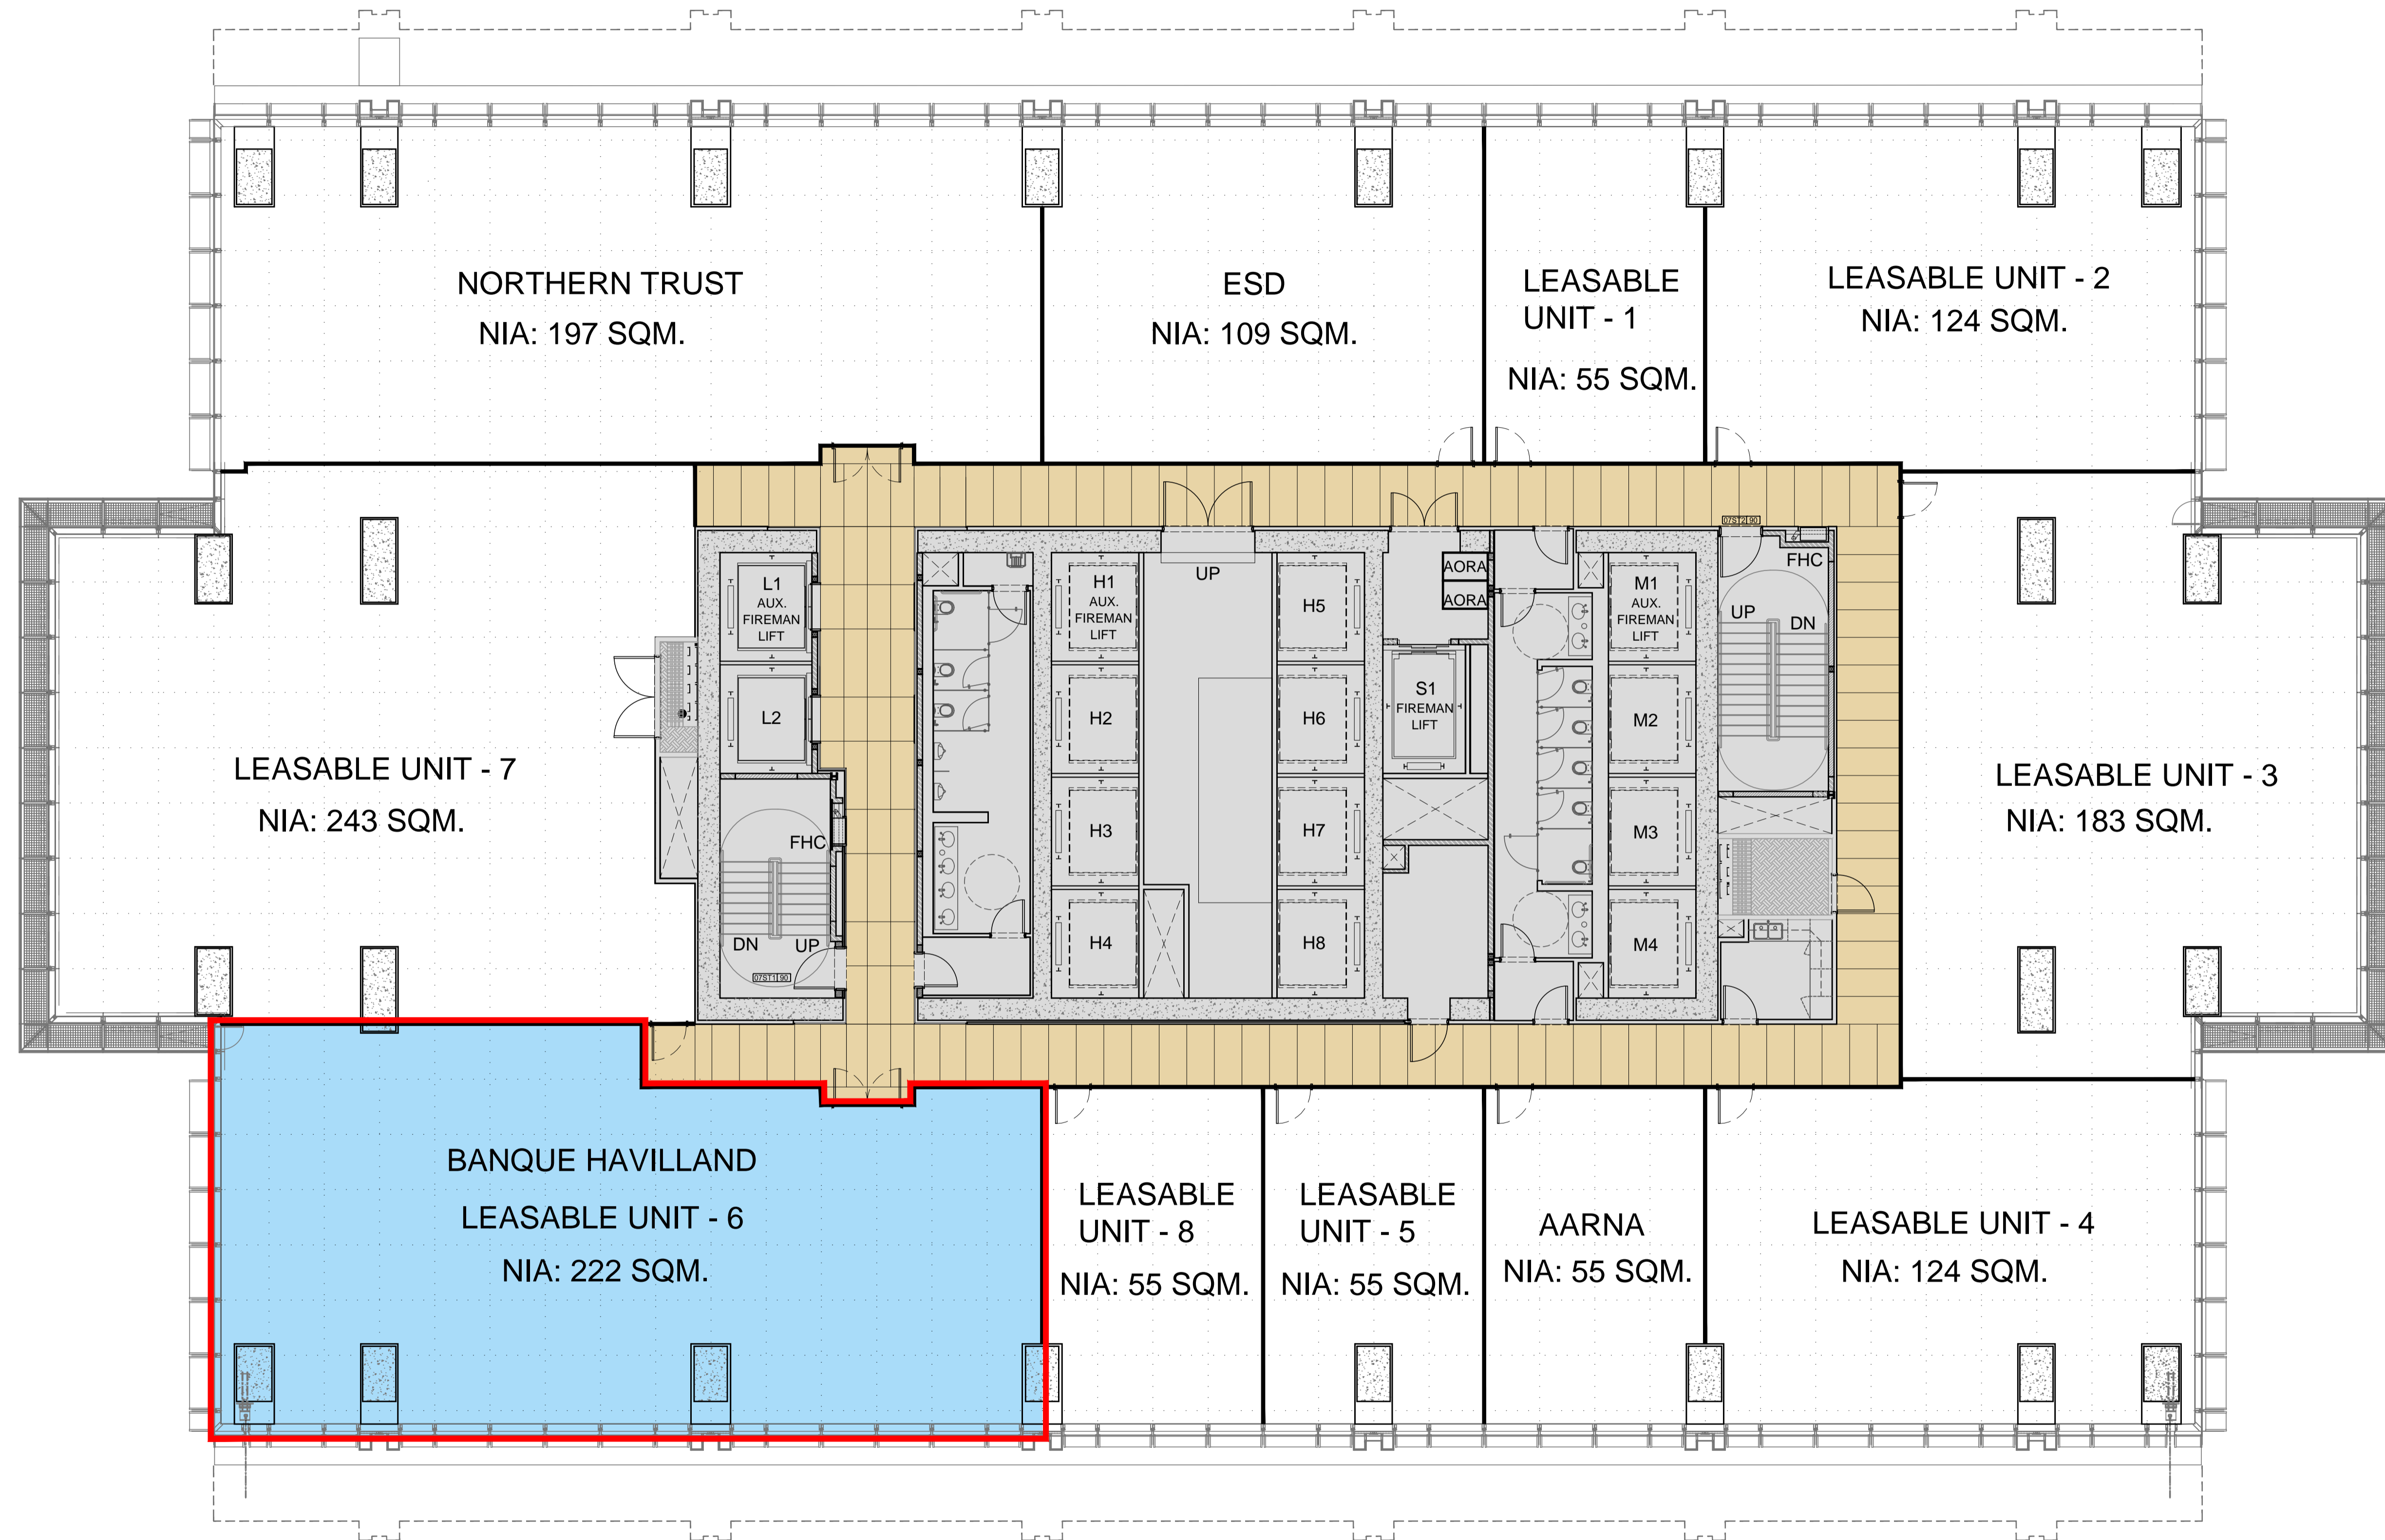 NORTHERN TRUST
NIA: 197 SQM.
ESD
NIA: 109 SQM.
LEASABLE
UNIT - 1
NIA: 55 SQM.
LEASABLE UNIT - 2
NIA: 124 SQM.
LEASABLE UNIT - 7
NIA: 243 SQM.
L1
AUX.
FIREMAN
LIFT
L2
FHC
DN
UP
07ST1 90
H1
AUX.
FIREMAN
LIFT
H2
H3
H4
UP
H5
H6
H7
H8
AORA
AORA
S1
FIREMAN
LIFT
M1
AUX.
FIREMAN
LIFT
M2
M3
M4
07ST2 90
FHC
UP
DN
LEASABLE UNIT - 3
NIA: 183 SQM.
BANQUE HAVILLAND
LEASABLE UNIT - 6
NIA: 222 SQM.
LEASABLE
UNIT - 8
NIA: 55 SQM.
LEASABLE
UNIT - 5
NIA: 55 SQM.
AARNA
NIA: 55 SQM.
LEASABLE UNIT - 4
NIA: 124 SQM.